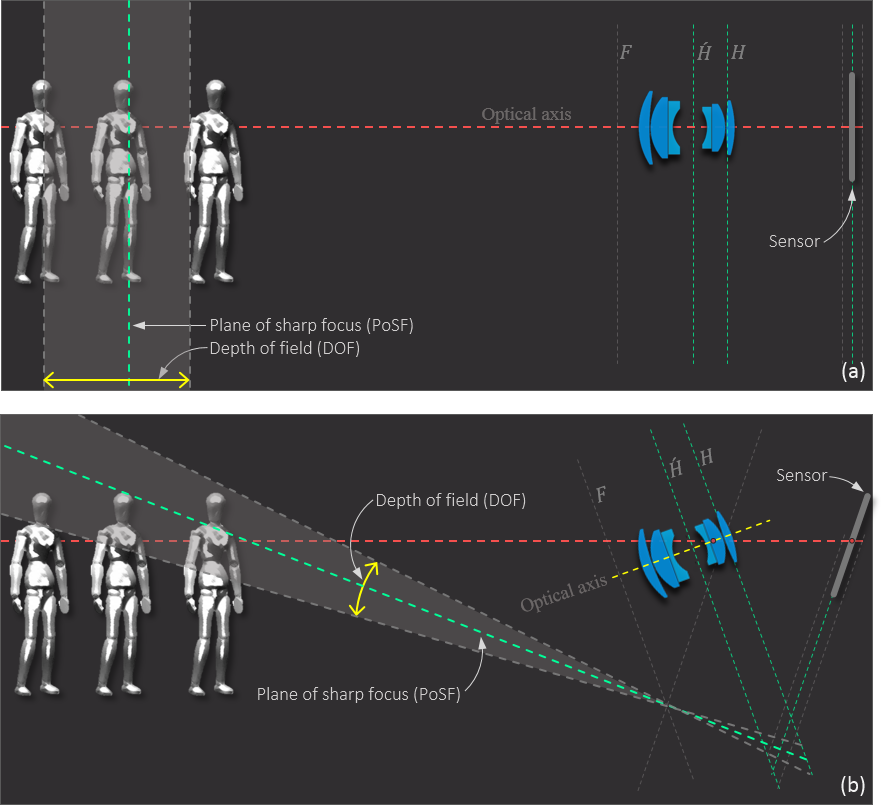 F
H́
H
Optical axis
Sensor
Plane of sharp focus (PoSF)
Depth of field (DOF)
(a)
H́
H
Sensor
F
Depth of field (DOF)
Optical axis
Plane of sharp focus (PoSF)
(b)